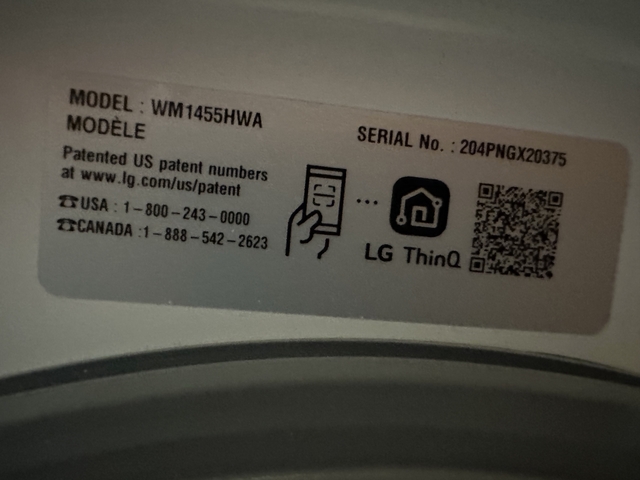 MODEL : WM1455HWA
MODÈLE
SERIAL No. : 204PNGX20375
Patented US patent numbers
at www.lg.com/us/patent
☎USA : 1-800-243-0000
☎CANADA :1-888-542-2623
LG ThinQ